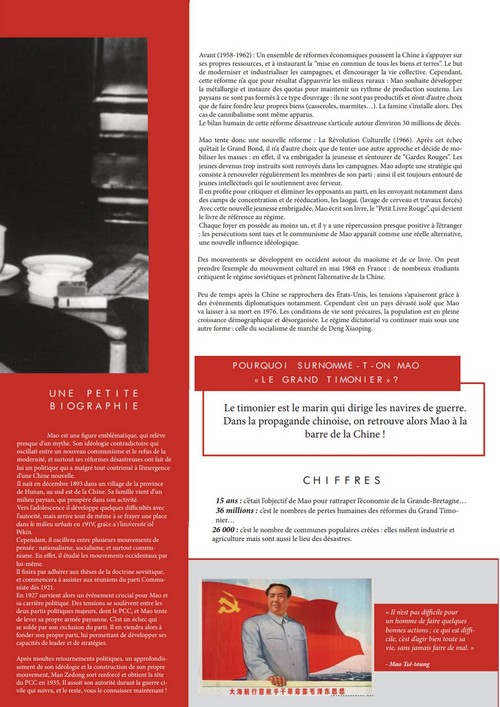 Avant (1958-1962) : Un ensemble de réformes économiques poussent la Chine à s'appuyer sur
ses propres ressources, et à instaurant la "mise en commun de tous les biens et terres". Le but
de moderniser et industrialiser les campagnes, et d'encourager la vie collective. Cependant,
cette réforme n'a que pour résultat d'appauvrir les milieux ruraux : Mao souhaite développer
la métallurgie et instaure des quotas pour maintenir un rythme de production soutenu. Les
paysans ne sont pas formés à ce type d'ouvrage : ils ne sont pas productifs et n'ont d'autre choix
que de faire fondre leur propres biens (casseroles, marmites…). La famine s'installe alors. Des
cas de cannibalisme sont même apparus.
Le bilan humain de cette réforme désastreuse s'articule autour d'environ 30 millions de décès.
Mao tente donc une nouvelle réforme : La Révolution Culturelle (1966). Après cet échec
qu'était le Grand Bond, il n'a d'autre choix que de tenter une autre approche et décide de mo-
biliser les masses : en effet, il va embrigader la jeunesse et s'entourer de "Gardes Rouges". Les
jeunes devenus trop instruits sont renvoyés dans les campagnes. Mao adopte une stratégie qui
consiste à renouveler régulièrement les membres de son parti : ainsi il est toujours entouré de
jeunes intellectuels qui le soutiennent avec ferveur.
Il en profite pour critiquer et éliminer les opposants au parti, en les envoyant notamment dans
des camps de concentration et de rééducation, les laogai. (lavage de cerveau et travaux forcés)
Avec cette nouvelle jeunesse embrigadée, Mao écrit son livre, le "Petit Livre Rouge", qui devient
le livre de référence au régime.
Chaque foyer en possède au moins un, et il y a une répercussion presque positive à l'étranger
: les persécutions sont tues et le communisme de Mao apparaît comme une réelle alternative,
une nouvelle influence idéologique.
Des mouvements se développent en occident autour du maoïsme et de ce livre. On peut
prendre l'exemple du mouvement culturel en mai 1968 en France : de nombreux étudiants
critiquent le régime soviétiques et prônent l'alternative de la Chine.
Peu de temps après la Chine se rapprochera des États-Unis, les tensions s'apaiseront grâce à
des événements diplomatiques notamment. Cependant c'est un pays dévasté isolé que Mao
va laisser à sa mort en 1976. Les conditions de vie sont précaires, la population est en pleine
croissance démographique et désorganisée. Le régime dictatorial va continuer mais sous une
autre forme : celle du socialisme de marché de Deng Xiaoping.
POURQUOI SURNOMME-T-ON MAO
« LE GRAND TIMONIER » ?
Le timonier est le marin qui dirige les navires de guerre.
Dans la propagande chinoise, on retrouve alors Mao à la
barre de la Chine !
CHIFFRES
15 ans : c'était l'objectif de Mao pour rattraper l'économie de la Grande-Bretagne…
36 millions : c'est le nombre de pertes humaines des réformes du Grand Timo-
nier…
26 000 : c'est le nombre de communes populaires créées : elles mêlent industrie et
agriculture mais sont aussi le lieu des désastres.
UNE PETITE
BIOGRAPHIE
Mao est une figure emblématique, qui relève
presque d'un mythe. Son idéologie contradictoire qui
oscillait entre un nouveau communisme et le refus de la
modernité, et surtout ses réformes désastreuses ont fait de
lui un politique qui a malgré tout contrinué à l'émergence
d'une Chine nouvelle.
Il naît en décembre 1893 dans un village de la province
de Hunan, au sud est de la Chine. Sa famille vient d'un
milieu paysan, qui prospère dans son activité.
Vers l'adolescence il développe quelques difficultés avec
l'autorité, mais arrive tout de même à se frayer une place
dans le milieu urbain en 1919, grâce à l'université de
Pékin.
Cependant, il oscillera entre plusieurs mouvements de
pensée : nationalisme, socialisme, et surtout commu-
nisme. En effet, il étudié les mouvements occidentaux par
lui-même.
Il finira par adhérer aux thèses de la doctrine soviétique,
et commencera à assister aux réunions du parti Commu-
niste dès 1921.
En 1927 survient alors un événement crucial pour Mao et
sa carrière politique. Des tensions se soulèvent entre les
deux partis politiques majeurs, dont le PCC, et Mao tente
de lever sa propre armée paysanne. C'est un échec qui
se solde par son exclusion du parti. Il en viendra alors à
fonder son propre parti, lui permettant de développer ses
capacités de leader et de stratégies.
Après moultes retournements politiques, un approfondis-
sement de son idéologie et la construction de son propre
mouvement, Mao Zedong sort renforcé et obtient la tête
du PCC en 1935. Il assoit son autorité durant la guerre ci-
vile qui suivra, et le reste, vous le connaissez maintenant !
大海航行靠舵手干革命靠毛泽东思想
« Il n'est pas difficile pour
un homme de faire quelques
bonnes actions ; ce qui est diffi-
cile, c'est d'agir bien toute sa
vie, sans jamais faire de mal. »
- Mao Tsé-toung